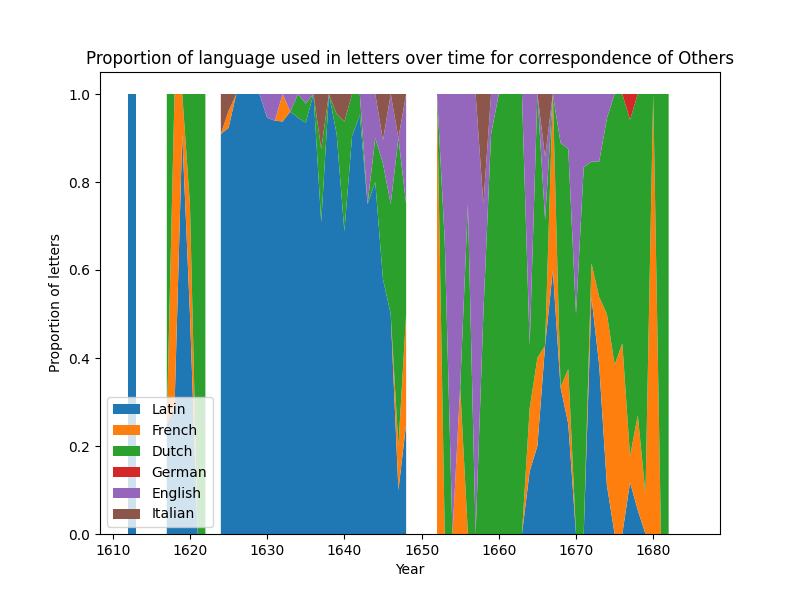 Proportion of language used in letters over time for correspondence of Others
Proportion of letters
1.0
0.8
0.6
0.4
0.2
0.0
Latin
French
Dutch
German
English
Italian
1610 1620 1630 1640 1650 1660 1670 1680
Year